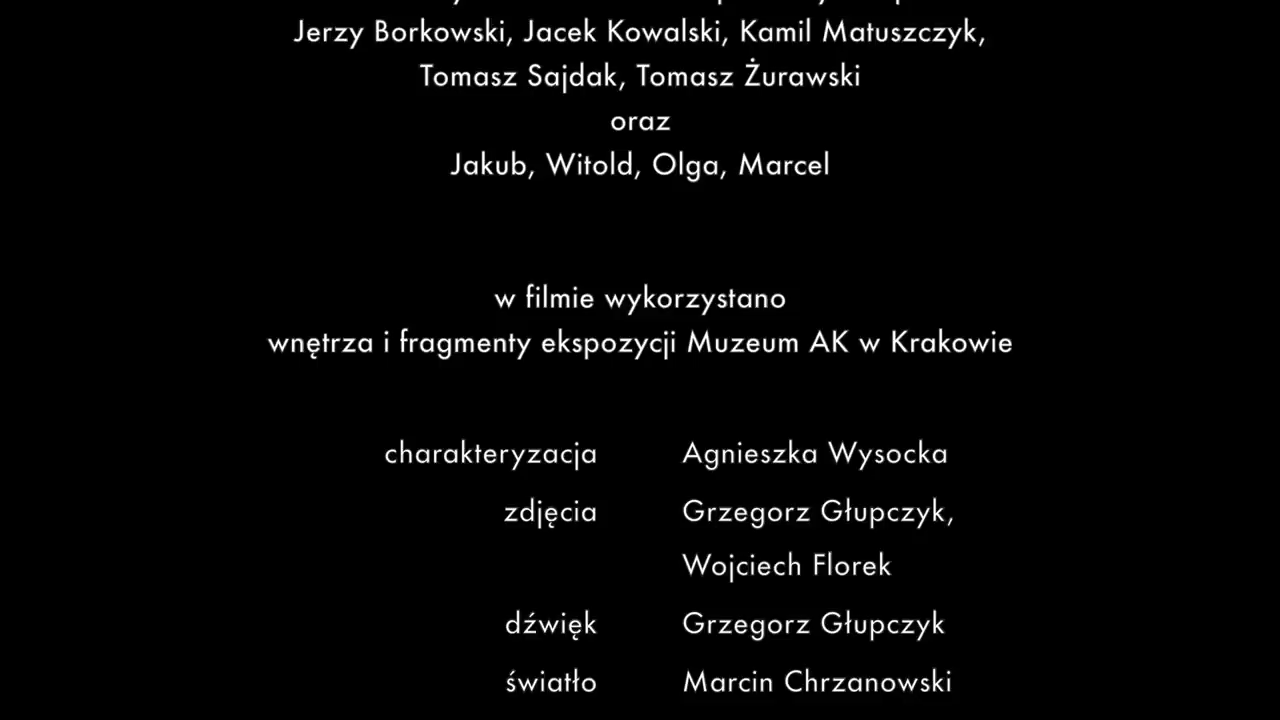 Jerzy Borkowski, Jacek Kowalski, Kamil Matuszczyk,
Tomasz Sajdak, Tomasz Żurawski
oraz
Jakub, Witold, Olga, Marcel
w filmie wykorzystano
wnętrza i fragmenty ekspozycji Muzeum AK w Krakowie
charakteryzacja Agnieszka Wysocka
zdjęcia Grzegorz Głupczyk,
Wojciech Florek
dźwięk Grzegorz Głupczyk
światło Marcin Chrzanowski